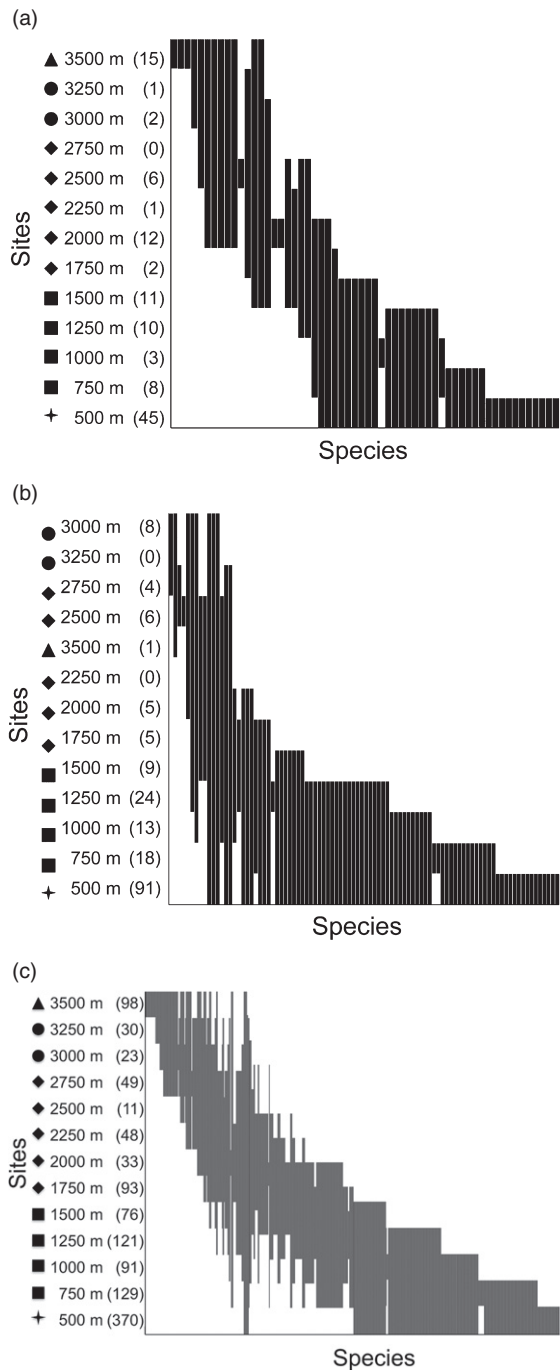 (a)
3500 m (15)
3250 m (1)
3000 m (2)
2750 m (0)
2500 m (6)
2250 m (1)
2000 m (12)
1750 m (2)
1500 m (11)
1250 m (10)
1000 m (3)
750 m (8)
500 m (45)
Sites
Species
(b)
3000 m (8)
3250 m (0)
2750 m (4)
2500 m (6)
3500 m (1)
2250 m (0)
2000 m (5)
1750 m (5)
1500 m (9)
1250 m (24)
1000 m (13)
750 m (18)
500 m (91)
Sites
Species
(c)
3500 m (98)
3250 m (30)
3000 m (23)
2750 m (49)
2500 m (11)
2250 m (48)
2000 m (33)
1750 m (93)
1500 m (76)
1250 m (121)
1000 m (91)
750 m (129)
500 m (370)
Sites
Species